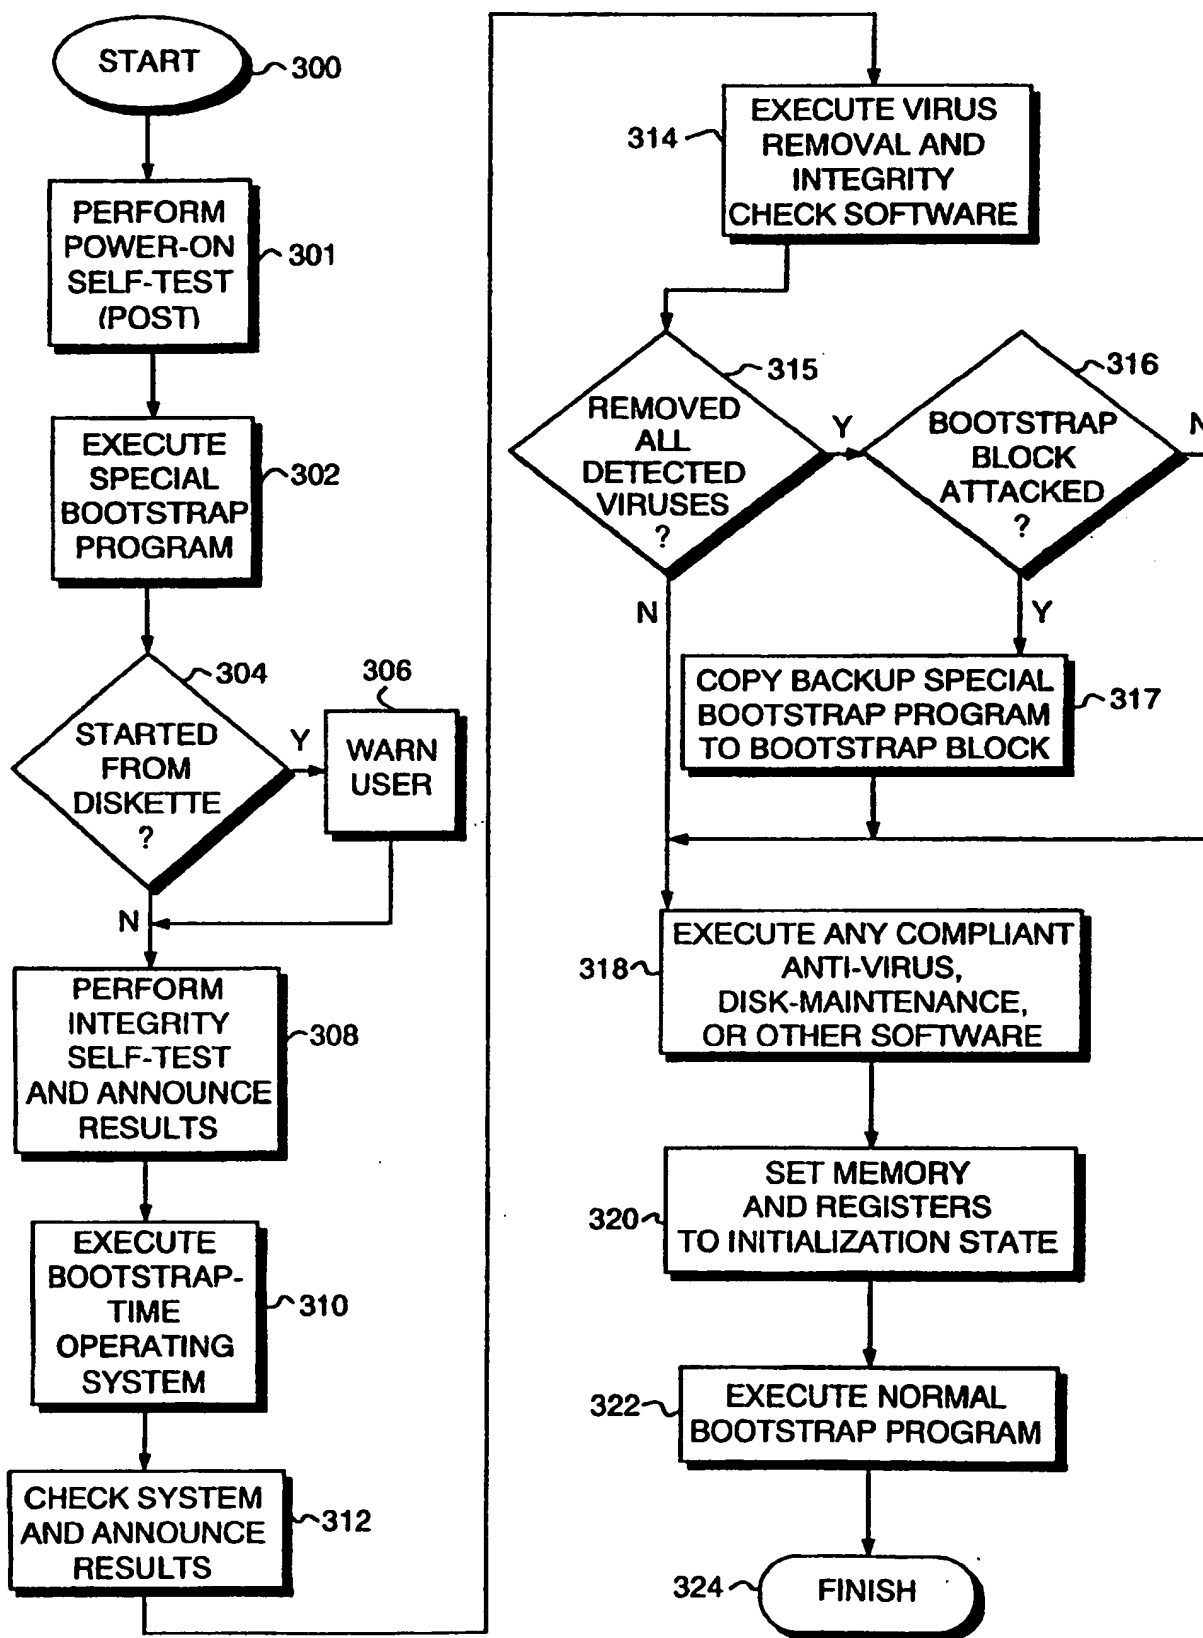 START
300
PERFORM
POWER-ON
SELF-TEST
(POST)
301
EXECUTE
SPECIAL
BOOTSTRAP
PROGRAM
302
304
STARTED
FROM
DISKETTE
?
Y
N
306
WARN
USER
PERFORM
INTEGRITY
SELF-TEST
AND ANNOUNCE
RESULTS
308
EXECUTE
BOOTSTRAP-
TIME
OPERATING
SYSTEM
310
CHECK SYSTEM
AND ANNOUNCE
RESULTS
312
314
EXECUTE VIRUS
REMOVAL AND
INTEGRITY
CHECK SOFTWARE
315
REMOVED
ALL
DETECTED
VIRUSES
?
Y
N
316
BOOTSTRAP
BLOCK
ATTACKED
?
N
Y
COPY BACKUP SPECIAL
BOOTSTRAP PROGRAM
TO BOOTSTRAP BLOCK
317
318
EXECUTE ANY COMPLIANT
ANTI-VIRUS,
DISK-MAINTENANCE,
OR OTHER SOFTWARE
320
SET MEMORY
AND REGISTERS
TO INITIALIZATION STATE
322
EXECUTE NORMAL
BOOTSTRAP PROGRAM
324
FINISH